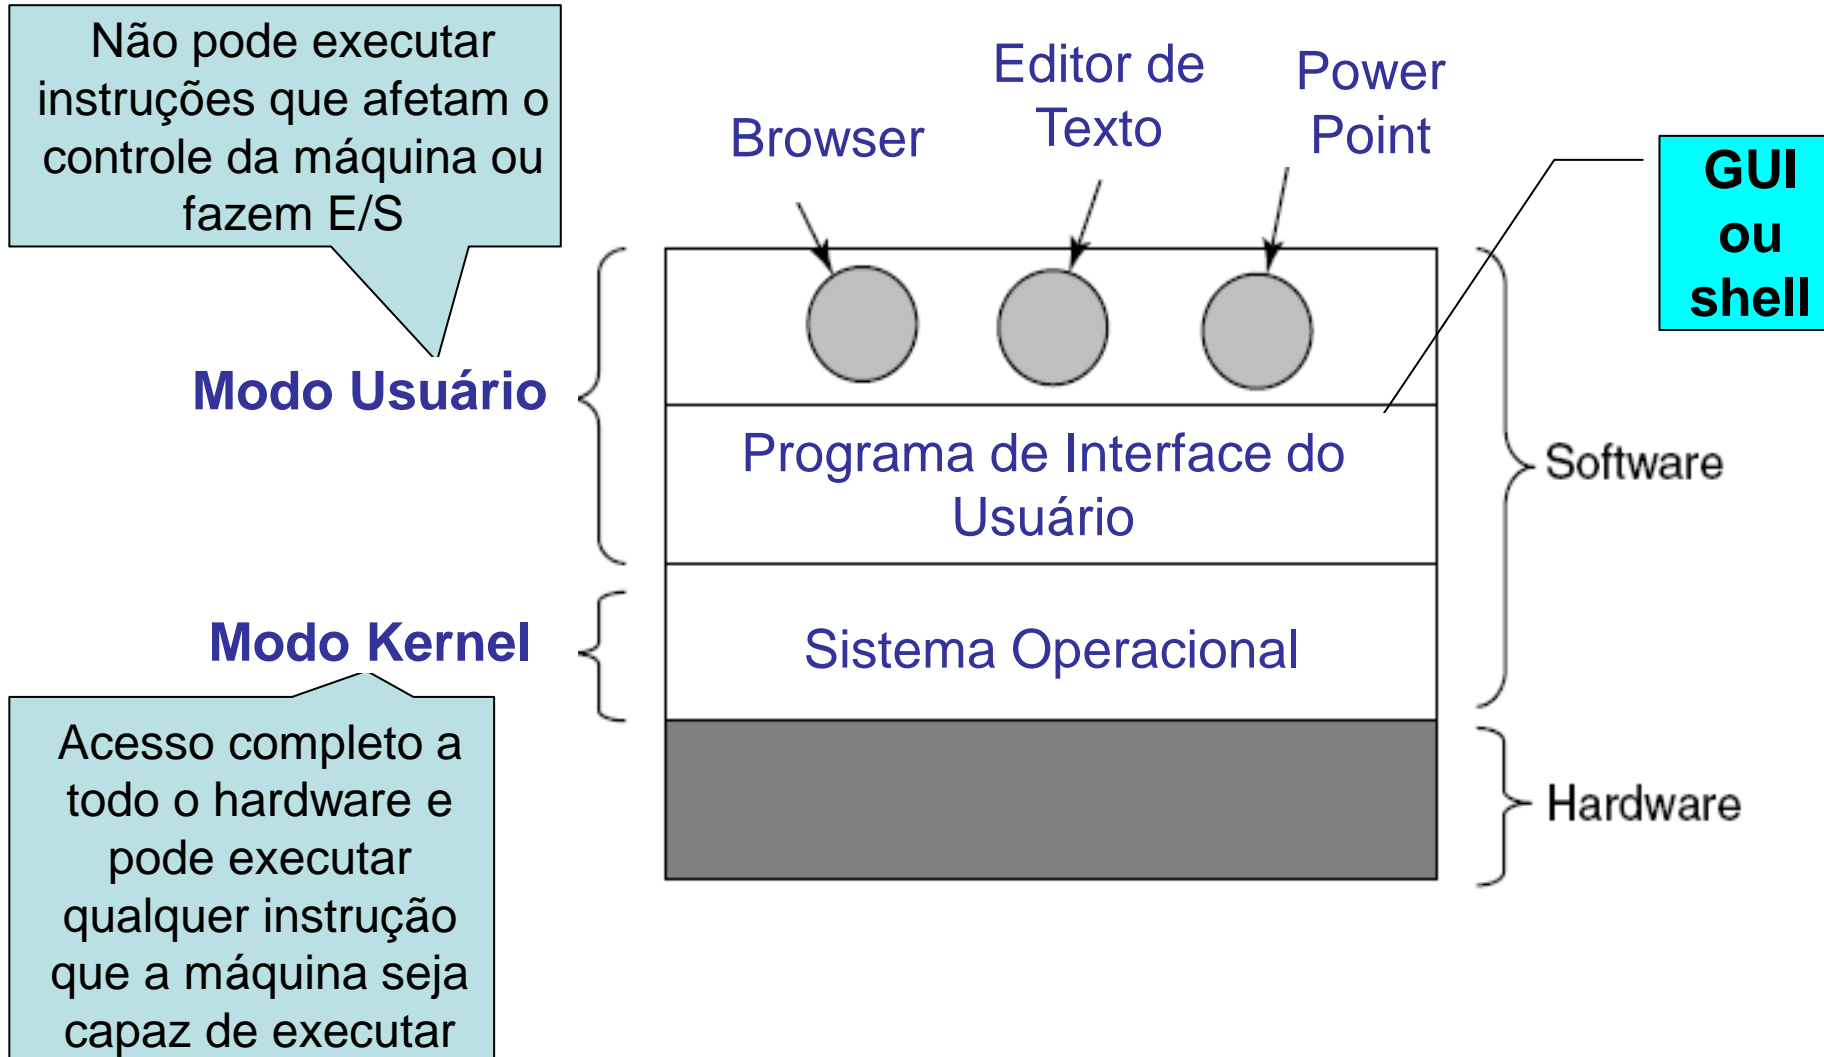 Não pode executar
instruções que afetam o
controle da máquina ou
fazem E/S
Browser
Editor de
Texto
Power
Point
GUI
ou
shell
Modo Usuário
Programa de Interface do
Usuário
Software
Modo Kernel
Sistema Operacional
Acesso completo a
todo o hardware e
pode executar
qualquer instrução
que a máquina seja
capaz de executar
Hardware